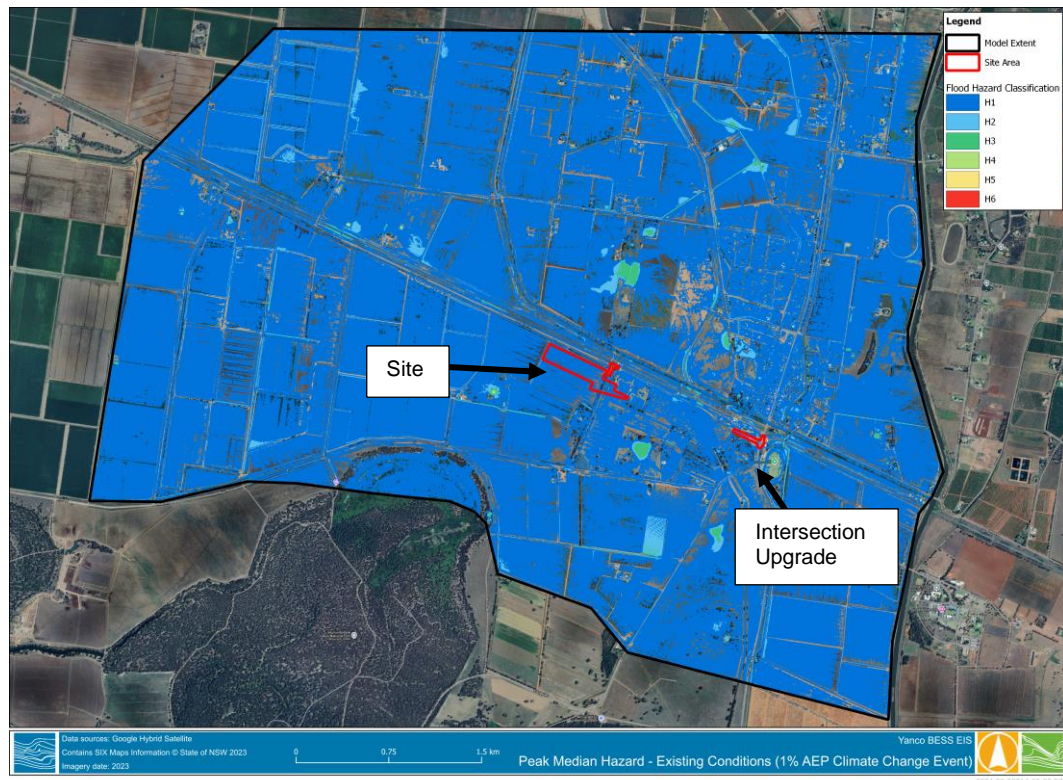 Legend
Model Extent
Site Area
Flood Hazard Classification
H1
H2
H3
H4
H5
H6
Site
Intersection
Upgrade
Data sources: Google Hybrid Satellite
Contains SIX Maps Information © State of NSW 2023
Imagery date: 2023
0 0.75 1.5 km
Yanco BESS EIS
Peak Median Hazard - Existing Conditions (1% AEP Climate Change Event)